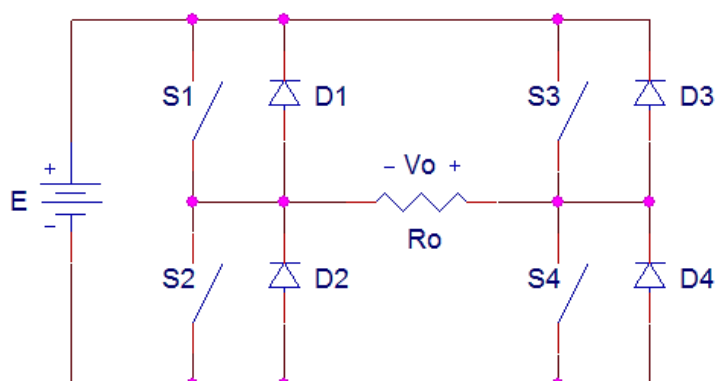 S1 D1 S3 D3
+ − Vo +
E
− Ro
S2 D2 S4 D4